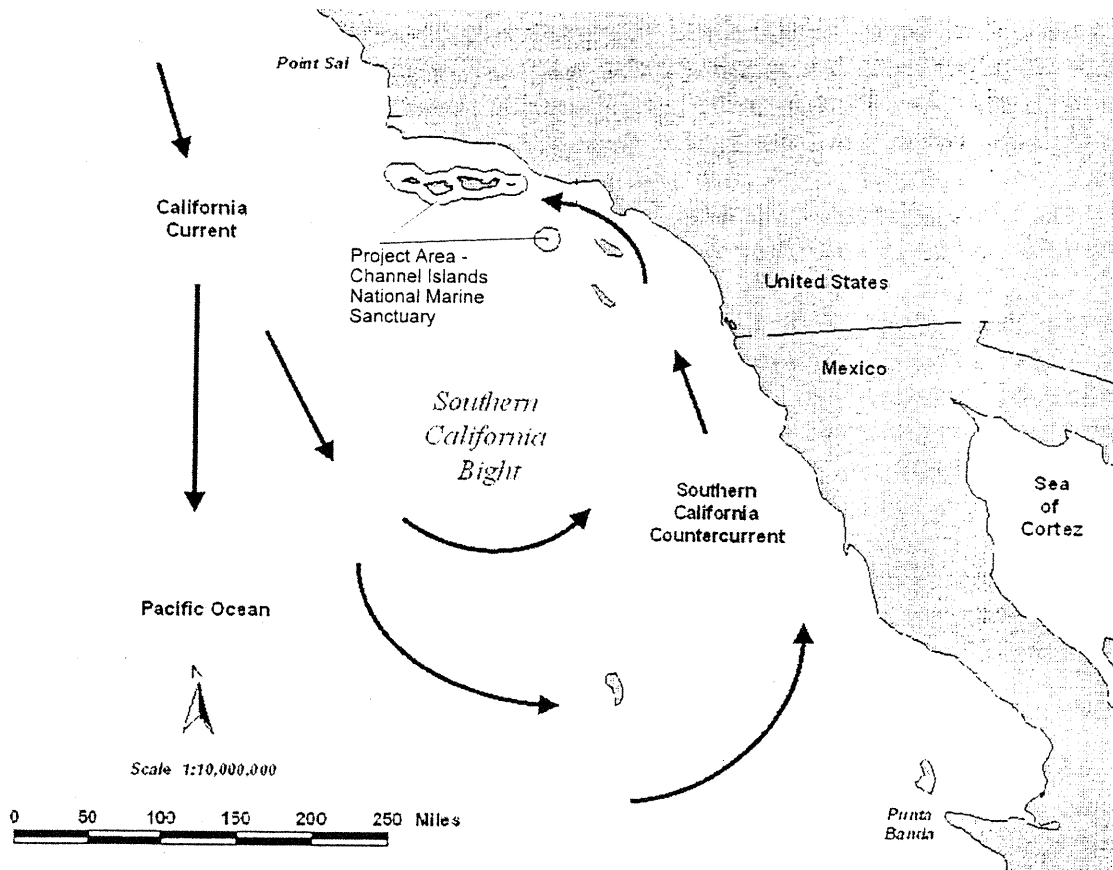 Point Sal
California
Current
Project Area -
Channel Islands
National Marine
Sanctuary
United States
Mexico
Southern
California
Bight
Southern
California
Countercurrent
Sea
of
Cortez
Pacific Ocean
N
Scale 1:10,000,000
0 50 100 150 200 250 Miles
Punta
Banda